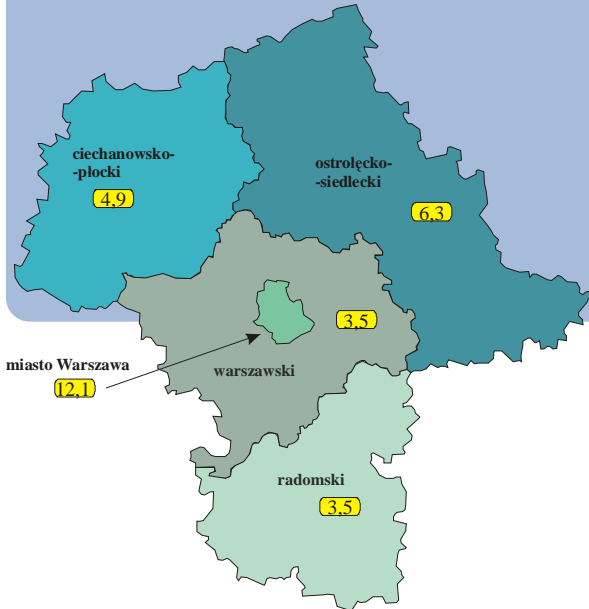 ciechanowsko-
-płocki
4,9
ostrołęcko-
-siedlecki
6,3
3,5
miasto Warszawa
12,1
warszawski
radomski
3,5